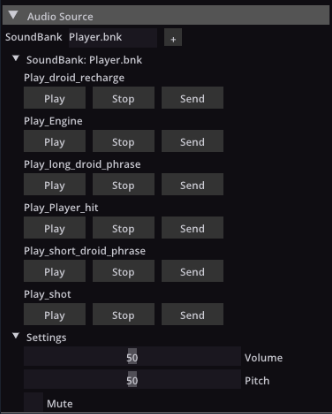 Audio Source
SoundBank Player.bnk +
SoundBank: Player.bnk
Play_droid_recharge
Play Stop Send
Play_Engine
Play Stop Send
Play_long_droid_phrase
Play Stop Send
Play_Player_hit
Play Stop Send
Play_short_droid_phrase
Play Stop Send
Play_shot
Play Stop Send
Settings
50 Volume
50 Pitch
Mute